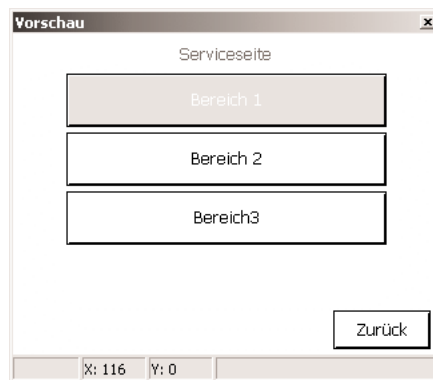 Vorschau
Serviceseite
Bereich 1
Bereich 2
Bereich3
Zurück
X: 116 Y: 0